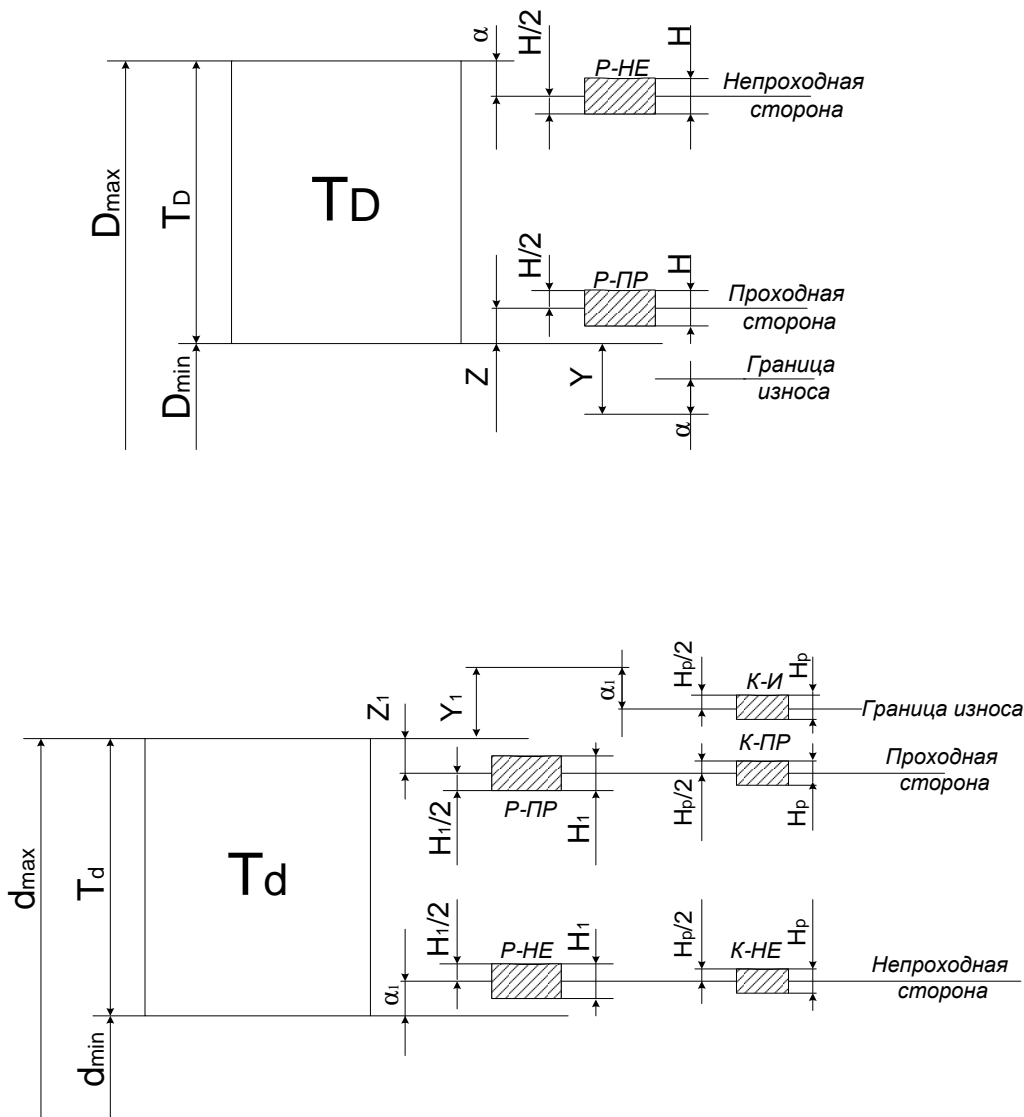 α
H/2
H
Р-НЕ
Непроходная
сторона
Dmax
TD
TD
H/2
H
Р-ПР
Проходная
сторона
Dmin
Z
Y
Граница
износа
α
Hp/2
Hp
К-И
α1
Z1
Y1
Граница износа
К-ПР
Проходная
сторона
Hp/2
Hp
H1/2
Р-ПР
H1
dmax
Td
Td
H1/2
Р-НЕ
H1
Hp/2
К-НЕ
Hp
Непроходная
сторона
α1
dmin